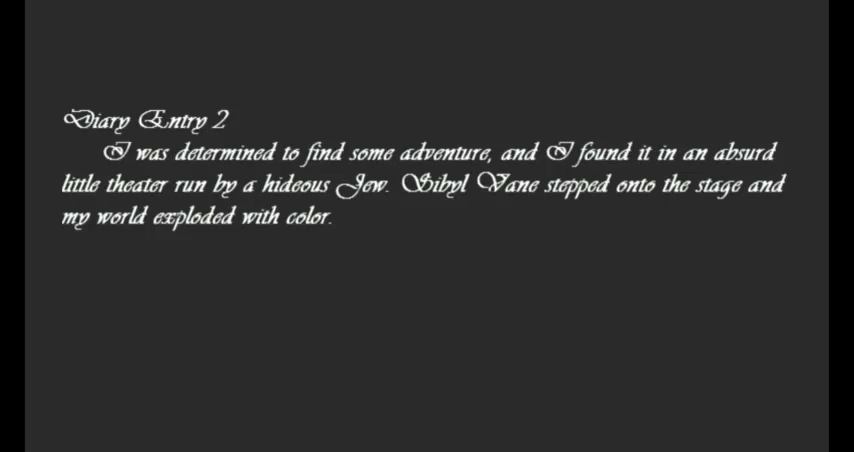 Diary Entry 2
I was determined to find some adventure, and I found it in an absurd
little theater run by a hideous Jew. Sibyl Vane stepped onto the stage and
my world exploded with color.